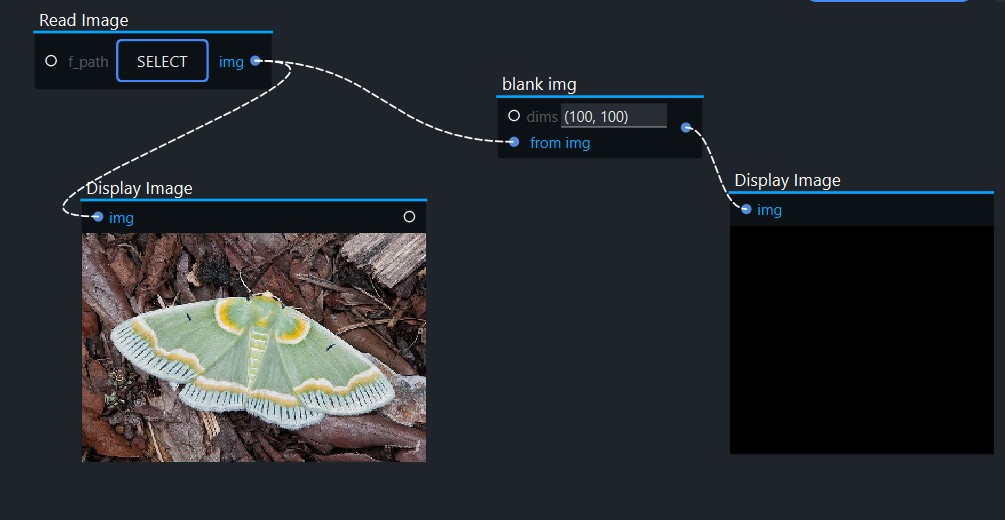 Read Image
f_path SELECT img
blank img
dims (100, 100)
from img
Display Image
img
Display Image
img